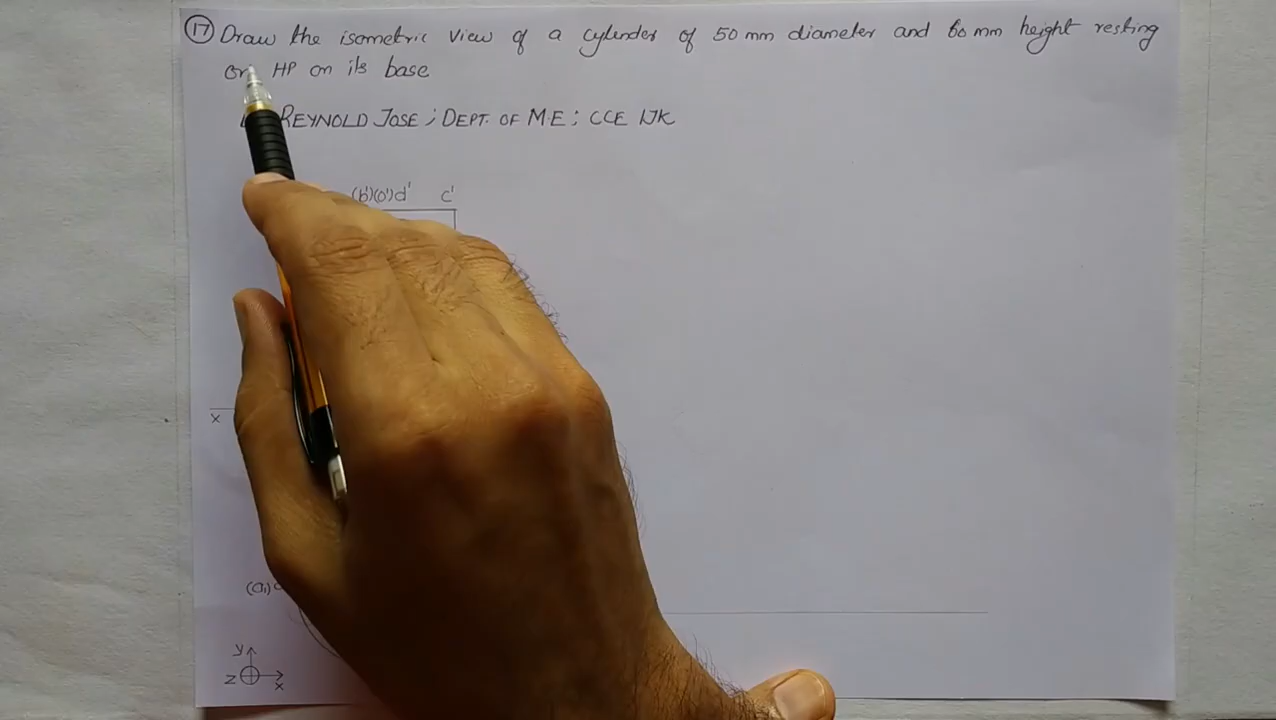 17 Draw the isometric view of a cylinder of 50 mm diameter and 60 mm height resting
on HP on its base
REYNOLD JOSE ; DEPT. OF M.E ; CCE IJK
(b')(o')d' c'
X
(a₁)
y
Z
x